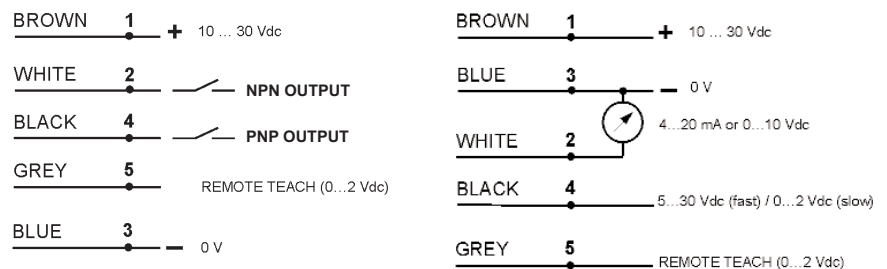 BROWN 1 + 10 ... 30 Vdc
WHITE 2 NPN OUTPUT
BLACK 4 PNP OUTPUT
GREY 5 REMOTE TEACH (0...2 Vdc)
BLUE 3 − 0 V
BROWN 1 + 10 ... 30 Vdc
BLUE 3 − 0 V
4...20 mA or 0...10 Vdc
WHITE 2
BLACK 4 5...30 Vdc (fast) / 0...2 Vdc (slow)
GREY 5 REMOTE TEACH (0...2 Vdc)